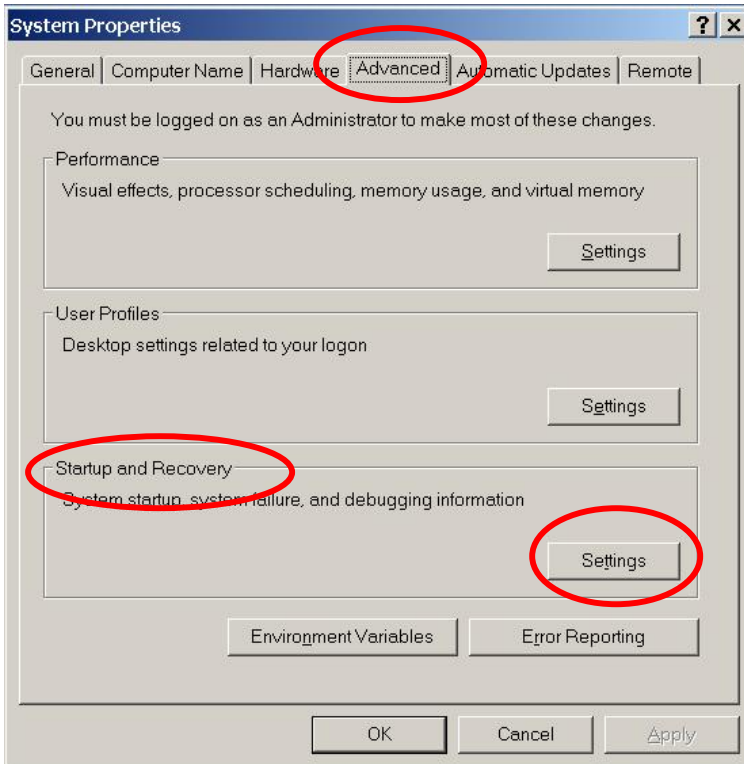 System Properties
General Computer Name Hardware Advanced Automatic Updates Remote
You must be logged on as an Administrator to make most of these changes.
Performance
Visual effects, processor scheduling, memory usage, and virtual memory
Settings
User Profiles
Desktop settings related to your logon
Settings
Startup and Recovery
System startup, system failure, and debugging information
Settings
Environment Variables Error Reporting
OK Cancel Apply